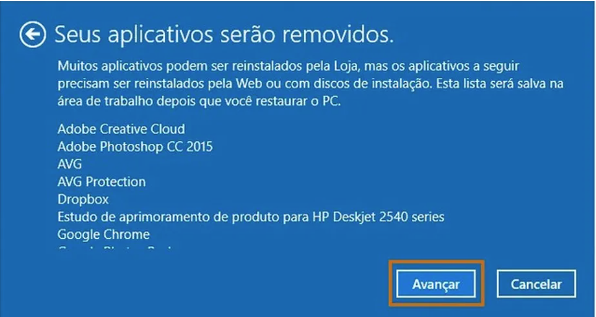 Seus aplicativos serão removidos.
Muitos aplicativos podem ser reinstalados pela Loja, mas os aplicativos a seguir
precisam ser reinstalados pela Web ou com discos de instalação. Esta lista será salva na
área de trabalho depois que você restaurar o PC.
Adobe Creative Cloud
Adobe Photoshop CC 2015
AVG
AVG Protection
Dropbox
Estudo de aprimoramento de produto para HP Deskjet 2540 series
Google Chrome
Avançar
Cancelar